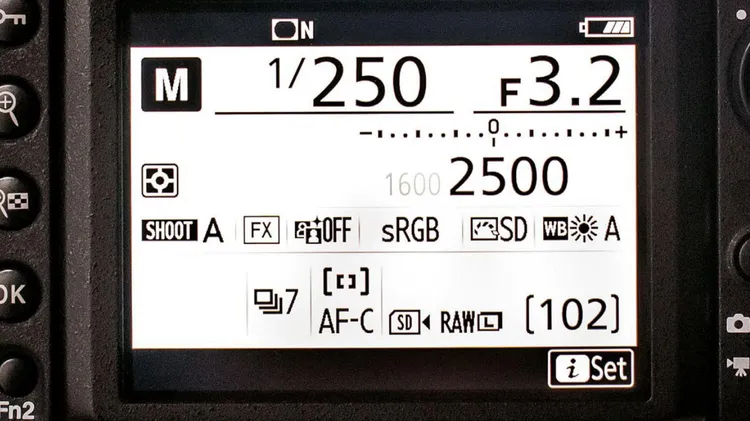 N
M 1/250 F3.2
- 0 +
1600 2500
SHOOT A FX OFF sRGB SD WB A
7 AF-C SD RAW L [102]
OK
i Set
Fn2